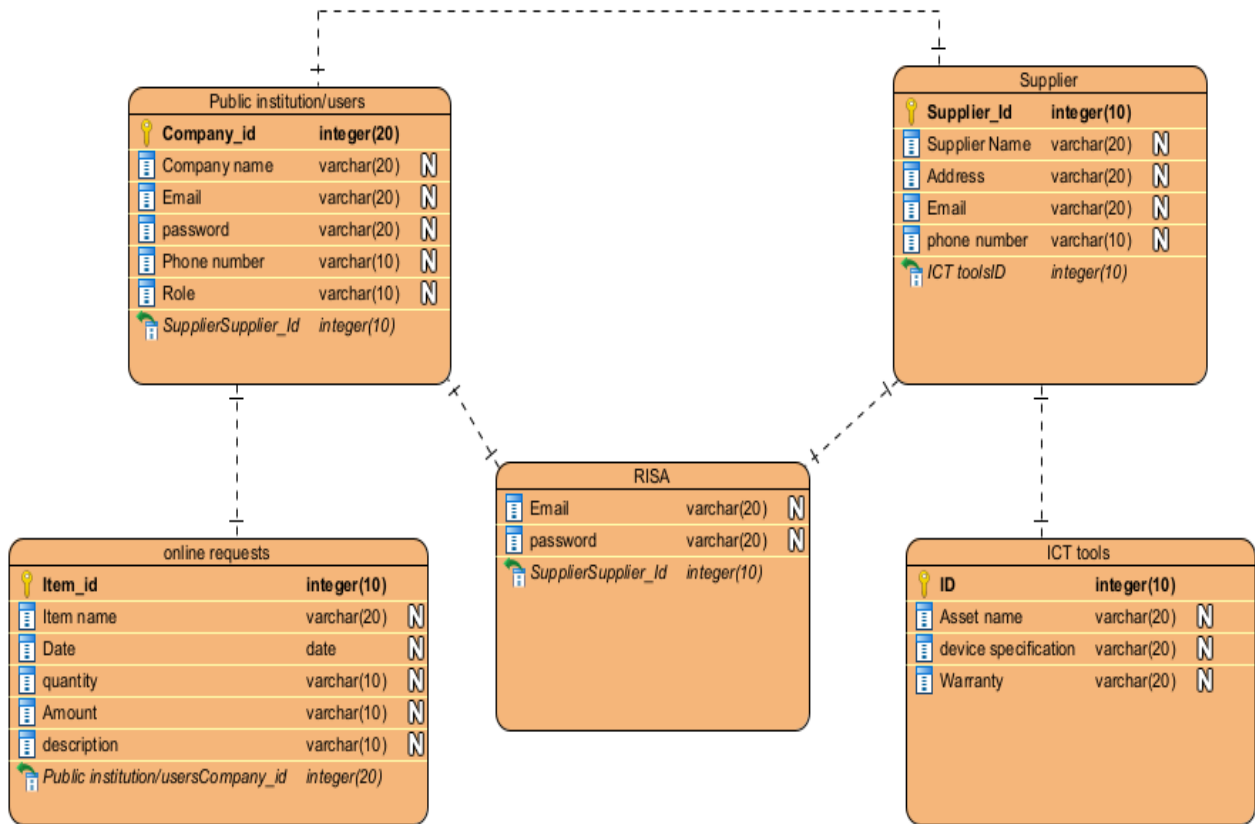 Public institution/users
Company_id integer(20)
Company name varchar(20) N
Email varchar(20) N
password varchar(20) N
Phone number varchar(10) N
Role varchar(10) N
SupplierSupplier_Id integer(10)
Supplier
Supplier_Id integer(10)
Supplier Name varchar(20) N
Address varchar(20) N
Email varchar(20) N
phone number varchar(10) N
ICT toolsID integer(10)
RISA
Email varchar(20) N
password varchar(20) N
SupplierSupplier_Id integer(10)
online requests
Item_id integer(10)
Item name varchar(20) N
Date date N
quantity varchar(10) N
Amount varchar(10) N
description varchar(10) N
Public institution/usersCompany_id integer(20)
ICT tools
ID integer(10)
Asset name varchar(20) N
device specification varchar(20) N
Warranty varchar(20) N